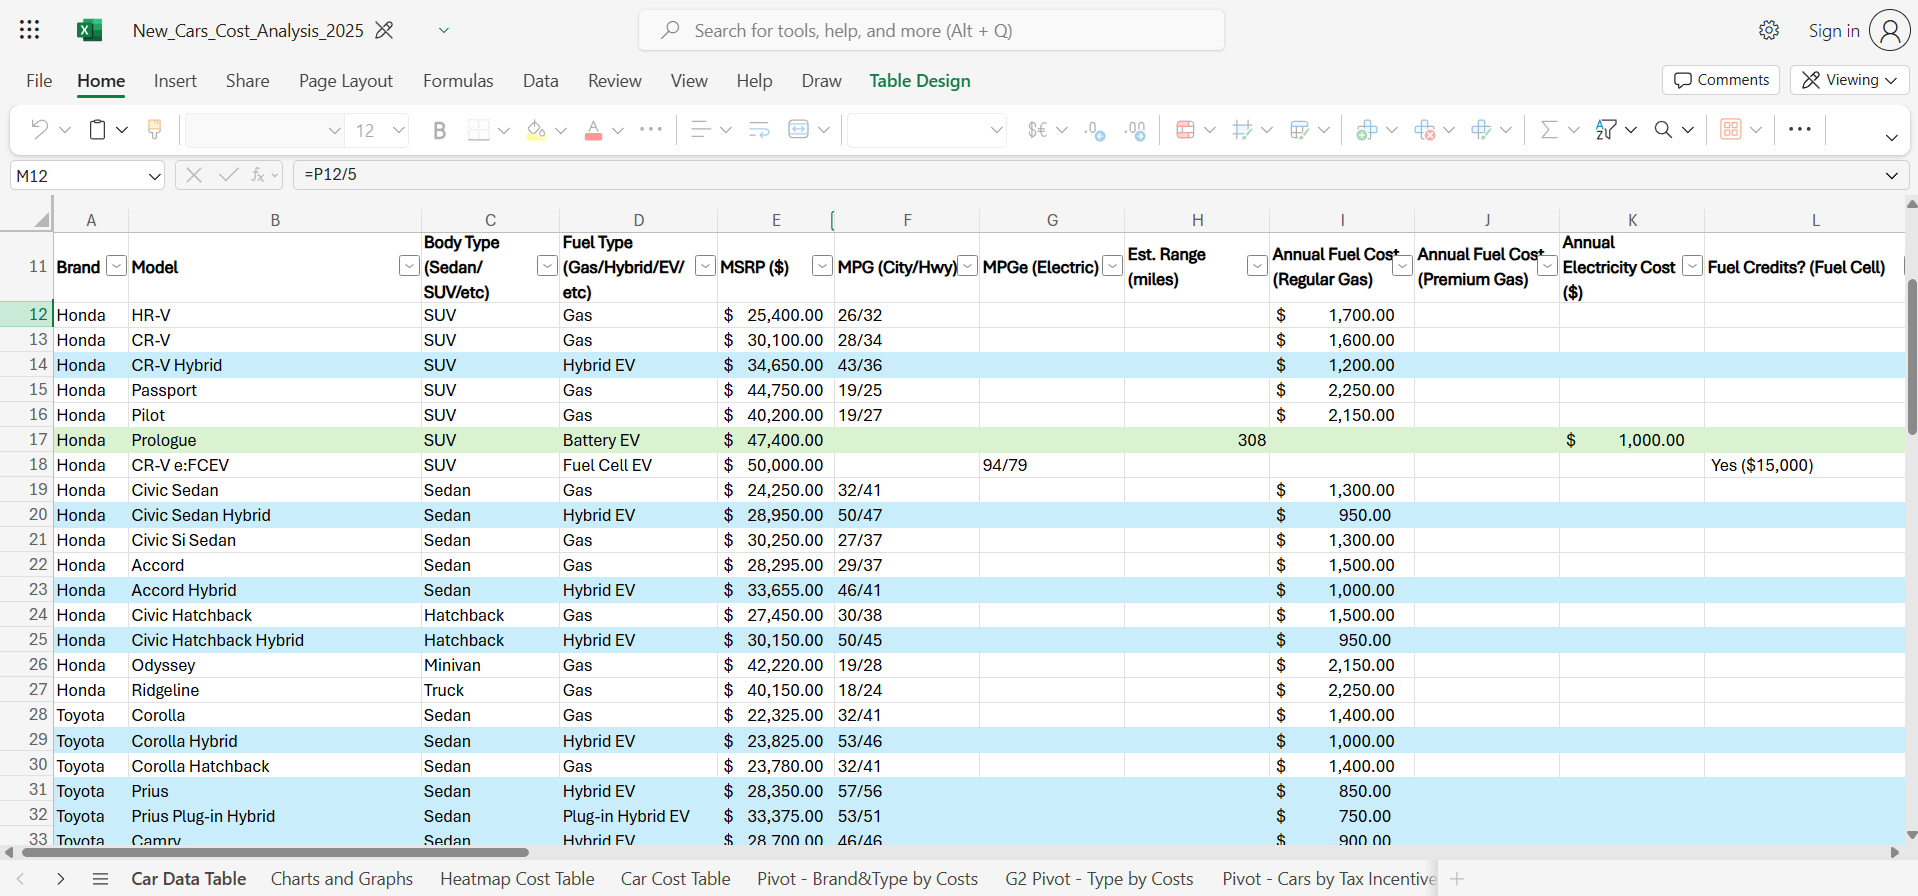 New_Cars_Cost_Analysis_2025
Search for tools, help, and more (Alt + Q)
Sign in
File Home Insert Share Page Layout Formulas Data Review View Help Draw Table Design
Comments Viewing
12 B A $€ .0 .00
M12 fx =P12/5
A B C D E F G H I J K L
11 Brand Model Body Type (Sedan/ SUV/etc) Fuel Type (Gas/Hybrid/EV/ etc) MSRP ($) MPG (City/Hwy) MPGe (Electric) Est. Range (miles) Annual Fuel Cost (Regular Gas) Annual Fuel Cost (Premium Gas) Annual Electricity Cost ($) Fuel Credits? (Fuel Cell)
12 Honda HR-V SUV Gas $ 25,400.00 26/32 $ 1,700.00
13 Honda CR-V SUV Gas $ 30,100.00 28/34 $ 1,600.00
14 Honda CR-V Hybrid SUV Hybrid EV $ 34,650.00 43/36 $ 1,200.00
15 Honda Passport SUV Gas $ 44,750.00 19/25 $ 2,250.00
16 Honda Pilot SUV Gas $ 40,200.00 19/27 $ 2,150.00
17 Honda Prologue SUV Battery EV $ 47,400.00 308 $ 1,000.00
18 Honda CR-V e:FCEV SUV Fuel Cell EV $ 50,000.00 94/79 Yes ($15,000)
19 Honda Civic Sedan Sedan Gas $ 24,250.00 32/41 $ 1,300.00
20 Honda Civic Sedan Hybrid Sedan Hybrid EV $ 28,950.00 50/47 $ 950.00
21 Honda Civic Si Sedan Sedan Gas $ 30,250.00 27/37 $ 1,300.00
22 Honda Accord Sedan Gas $ 28,295.00 29/37 $ 1,500.00
23 Honda Accord Hybrid Sedan Hybrid EV $ 33,655.00 46/41 $ 1,000.00
24 Honda Civic Hatchback Hatchback Gas $ 27,450.00 30/38 $ 1,500.00
25 Honda Civic Hatchback Hybrid Hatchback Hybrid EV $ 30,150.00 50/45 $ 950.00
26 Honda Odyssey Minivan Gas $ 42,220.00 19/28 $ 2,150.00
27 Honda Ridgeline Truck Gas $ 40,150.00 18/24 $ 2,250.00
28 Toyota Corolla Sedan Gas $ 22,325.00 32/41 $ 1,400.00
29 Toyota Corolla Hybrid Sedan Hybrid EV $ 23,825.00 53/46 $ 1,000.00
30 Toyota Corolla Hatchback Sedan Gas $ 23,780.00 32/41 $ 1,400.00
31 Toyota Prius Sedan Hybrid EV $ 28,350.00 57/56 $ 850.00
32 Toyota Prius Plug-in Hybrid Sedan Plug-in Hybrid EV $ 33,375.00 53/51 $ 750.00
33 Toyota Camry Sedan Hybrid EV $ 28,700.00 46/46 $ 900.00
Car Data Table Charts and Graphs Heatmap Cost Table Car Cost Table Pivot - Brand&Type by Costs G2 Pivot - Type by Costs Pivot - Cars by Tax Incentive